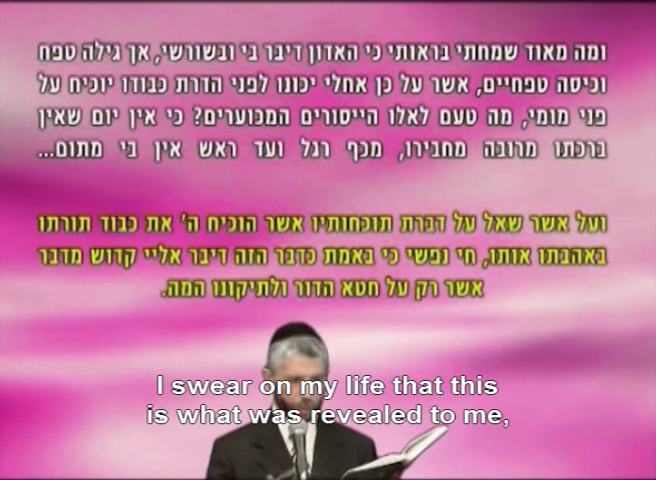 ומה מאוד שמחתי בראותי כי האדון דיבר בי ובשורשי, אך גילה טפח
וכיסה טפחיים, אשר על כן אחלי יכונו לפני הדרת כבודו יוכיח על
פני מומי, מה טעם לאלו הייסורים המכוערים? כי אין יום שאין
ברכתו מרובה מחבירו, מכף רגל ועד ראש אין בי מתום...
ועל אשר שאל על דברת תוכחותיו אשר הוכיח ה' את כבוד תורתו
באהבתו אותו, חי נפשי כי באמת כדבר הזה דיבר אליי קדוש מדבר
אשר רק על חטא הדור ולתיקונו המה.
I swear on my life that this
is what was revealed to me,